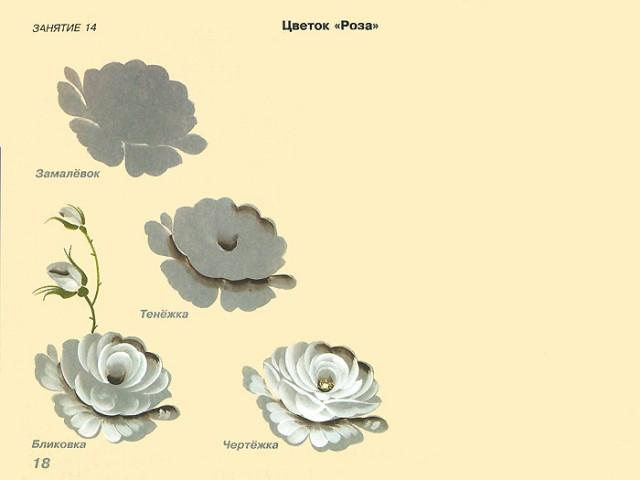 ЗАНЯТИЕ 14
Цветок «Роза»
Замалёвок
Тенёжка
Бликовка
Чертёжка
18